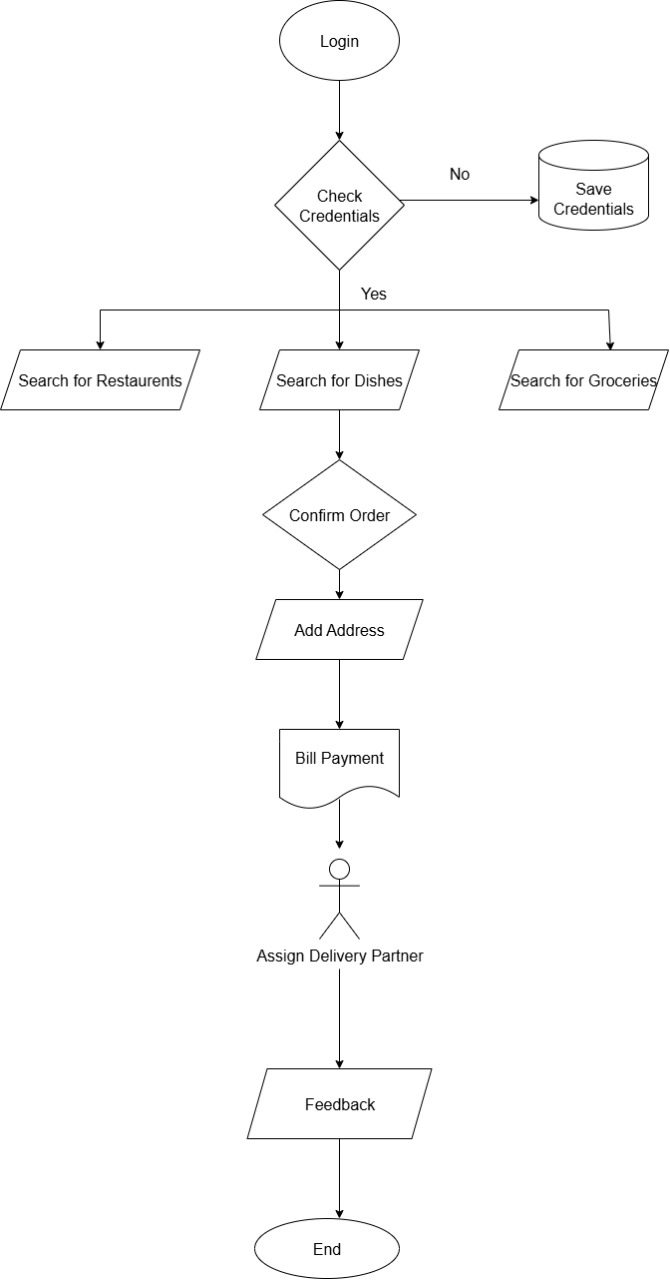 Login
Check
Credentials
No
Save
Credentials
Yes
Search for Restaurents
Search for Dishes
Search for Groceries
Confirm Order
Add Address
Bill Payment
Assign Delivery Partner
Feedback
End